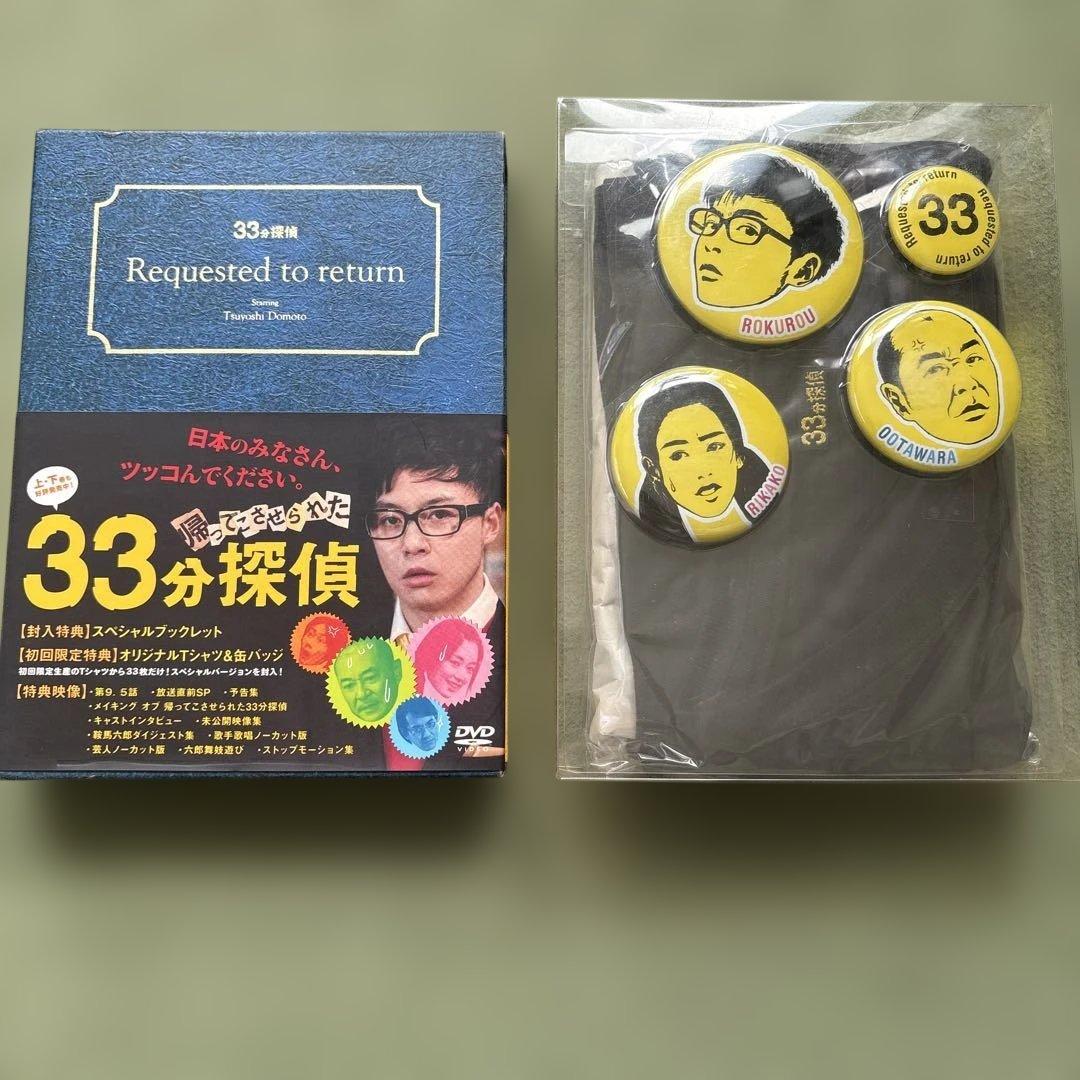 33分探偵
Requested to return
Starring
Tsuyoshi Domoto
日本のみなさん、
ツッコんでください。
上・下巻も
好評発売中!
帰ってこさせられた
33分探偵
【封入特典】スペシャルブックレット
【初回限定特典】オリジナルTシャツ&缶バッジ
初回限定生産のTシャツから33枚だけ!スペシャルバージョンを封入!
【特典映像】・第9.5話 ・放送直前SP ・予告集
・メイキング オブ 帰ってこさせられた33分探偵
・キャストインタビュー ・未公開映像集
・鞍馬六郎ダイジェスト集 ・歌手歌唱ノーカット版
・芸人ノーカット版 ・六郎舞妓遊び ・ストップモーション集
DVD
VIDEO
ROKUROU
Requested to return
33
Requested to return
RIKAKO
33分探偵
OOTAWARA